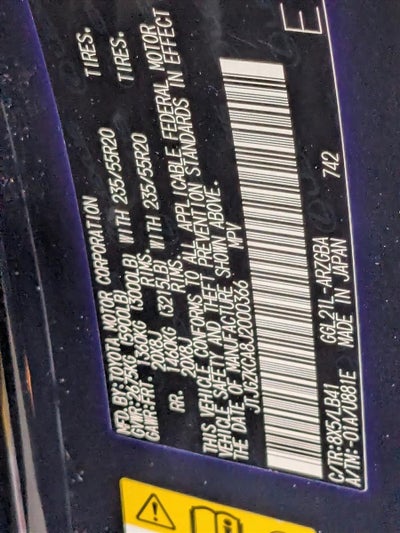 MFD. BY: TOYOTA MOTOR CORPORATION
GVWR: 2675KG (5900LB)
GAWR: FR. 1360KG (3000LB) WITH 235/55R20 TIRES.
20X8J RIMS.
RR. 1460KG (3215LB) WITH 235/55R20 TIRES.
20X8J RIMS.
THIS VEHICLE CONFORMS TO ALL APPLICABLE FEDERAL MOTOR
VEHICLE SAFETY AND THEFT PREVENTION STANDARDS IN EFFECT ON
THE DATE OF MANUFACTURE SHOWN ABOVE.
JTJGZKCA8J2000366 MPV
E
C/TR: 8X5/LB41 GGL21L-ARZGBA 742
A/TM: -01A/U881E MADE IN JAPAN